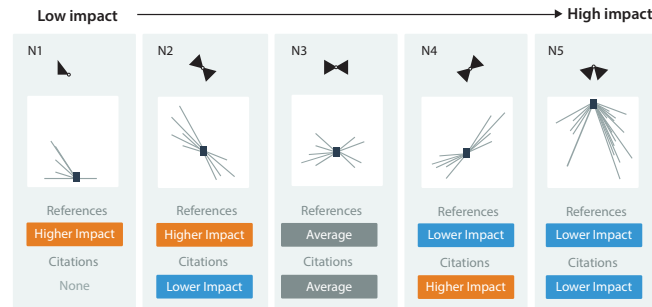 Low impact
High impact
N1
N2
N3
N4
N5
References
References
References
References
References
Higher Impact
Higher Impact
Average
Lower Impact
Lower Impact
Citations
Citations
Citations
Citations
Citations
None
Lower Impact
Average
Higher Impact
Lower Impact